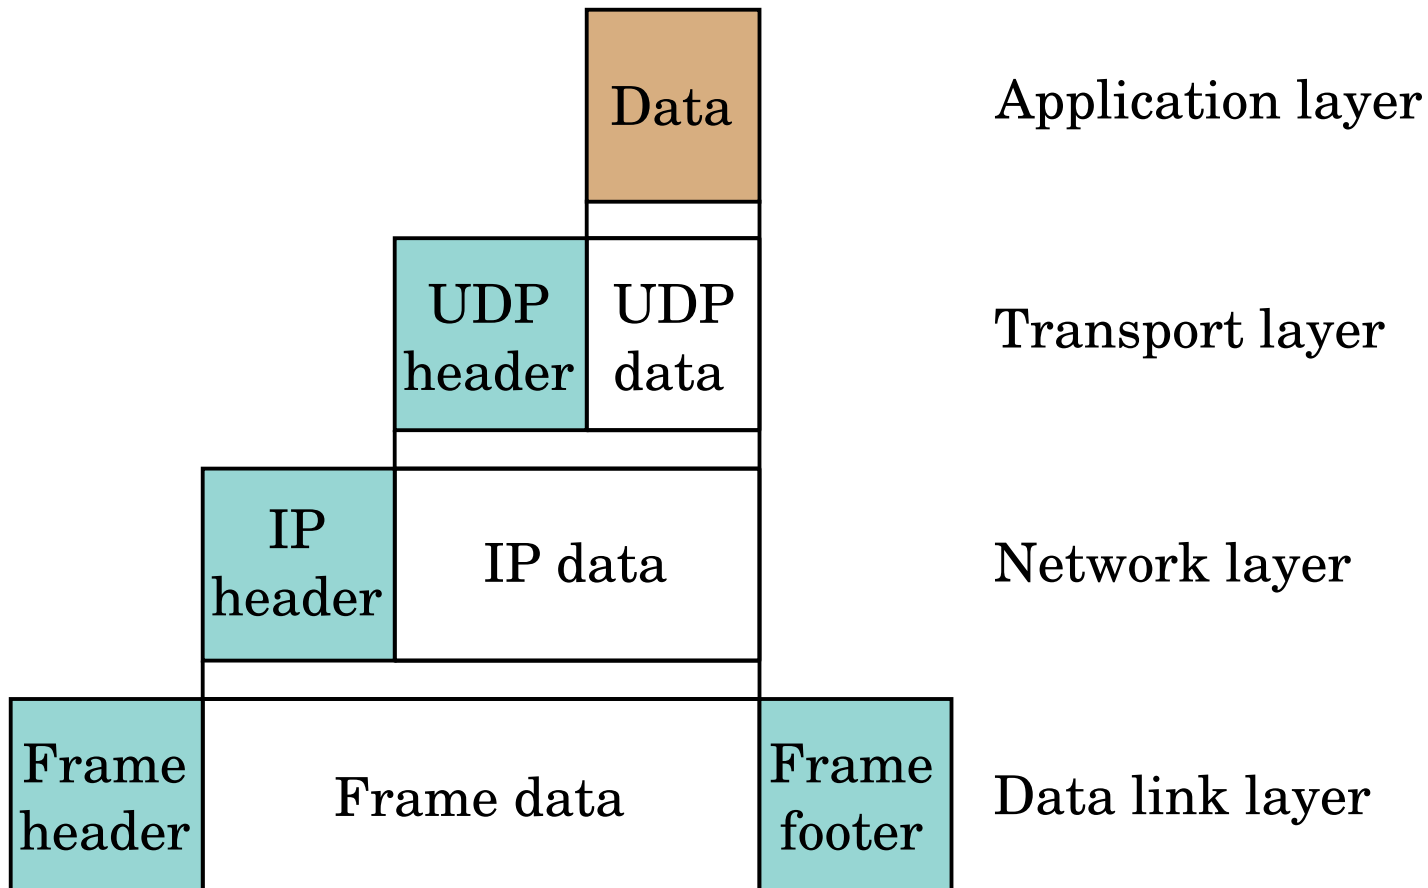 Data
Application layer
UDP
header
UDP
data
Transport layer
IP
header
IP data
Network layer
Frame
header
Frame data
Frame
footer
Data link layer